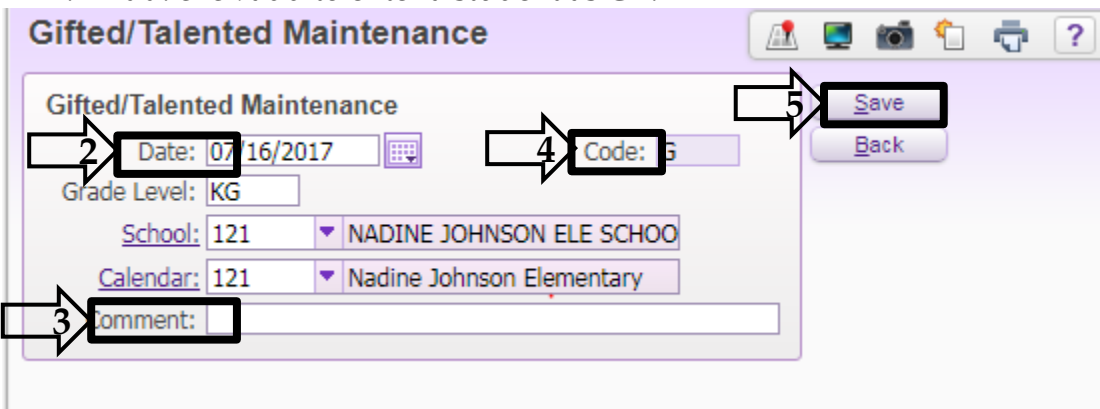 Gifted/Talented Maintenance ?
Gifted/Talented Maintenance
5 Save
2 Date: 07/16/2017 4 Code: G
Back
Grade Level: KG
School: 121 NADINE JOHNSON ELE SCHOO
Calendar: 121 Nadine Johnson Elementary
3 Comment: